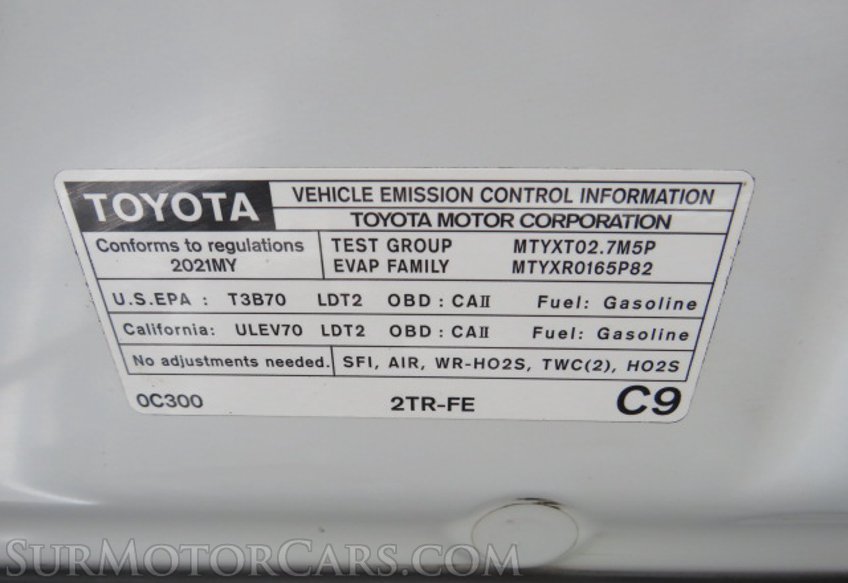 TOYOTA VEHICLE EMISSION CONTROL INFORMATION
TOYOTA MOTOR CORPORATION
Conforms to regulations TEST GROUP MTYXT02.7M5P
2021MY EVAP FAMILY MTYXR0165P82
U.S.EPA : T3B70 LDT2 OBD : CAII Fuel: Gasoline
California: ULEV70 LDT2 OBD : CAII Fuel: Gasoline
No adjustments needed. SFI, AIR, WR-HO2S, TWC(2), HO2S
0C300 2TR-FE C9
SURMOTORCARS.COM